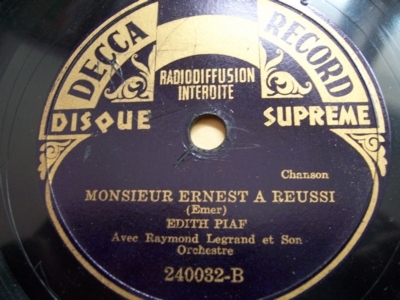 DECCA RECORD
RADIODIFFUSION
INTERDITE
DISQUE SUPREME
Chanson
MONSIEUR ERNEST A REUSSI
(Emer)
EDITH PIAF
Avec Raymond Legrand et Son
Orchestre
240032-B